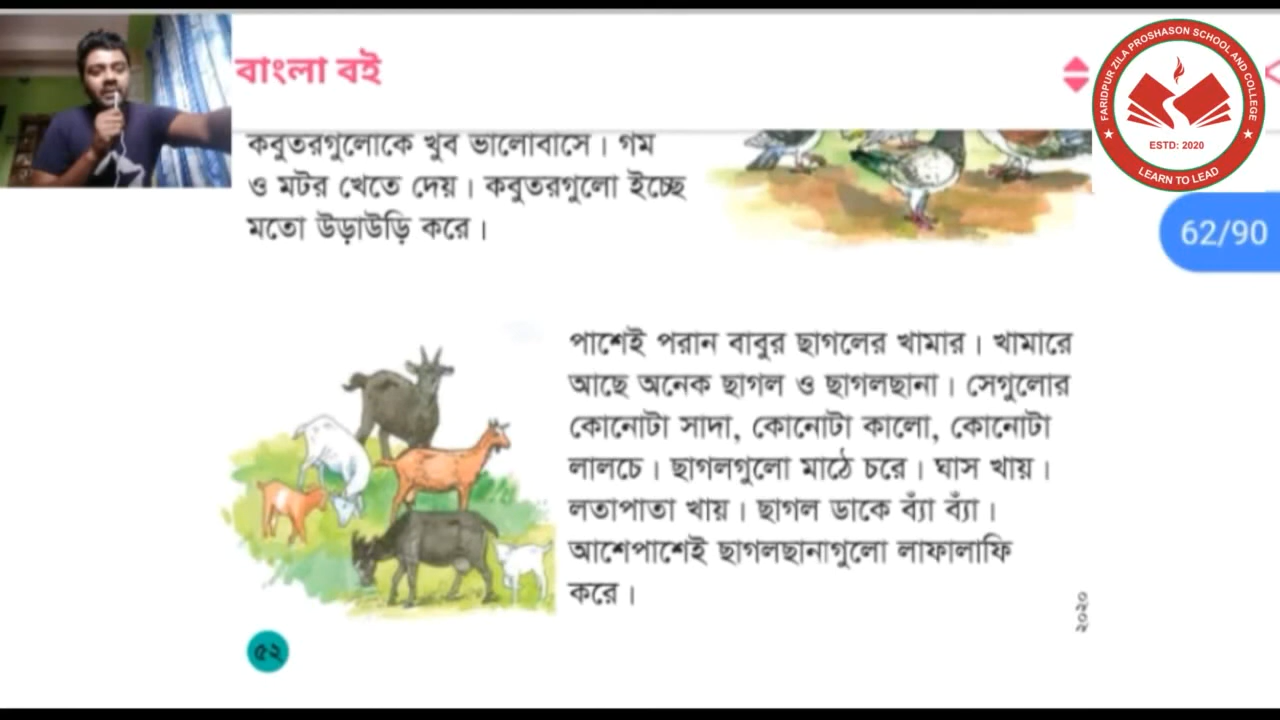 বাংলা বই
FARIDPUR ZILA PROSHASON SCHOOL AND COLLEGE
ESTD: 2020
LEARN TO LEAD
কবুতরগুলোকে খুব ভালোবাসে। গম
ও মটর খেতে দেয়। কবুতরগুলো ইচ্ছে
মতো উড়াউড়ি করে।
62/90
পাশেই পরান বাবুর ছাগলের খামার। খামারে
আছে অনেক ছাগল ও ছাগলছানা। সেগুলোর
কোনোটা সাদা, কোনোটা কালো, কোনোটা
লালচে। ছাগলগুলো মাঠে চরে। ঘাস খায়।
লতাপাতা খায়। ছাগল ডাকে ব্যাঁ ব্যাঁ।
আশেপাশেই ছাগলছানাগুলো লাফালাফি
করে।
২০২০
৫২